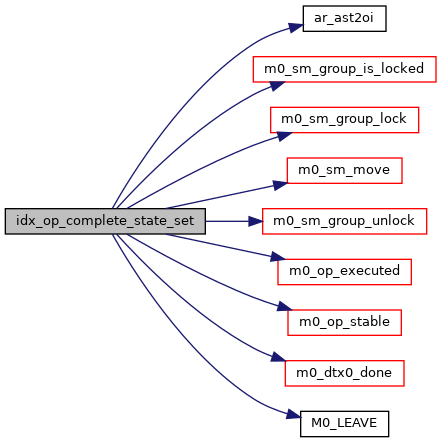 ar_ast2oi
m0_sm_group_is_locked
m0_sm_group_lock
m0_sm_move
idx_op_complete_state_set
m0_sm_group_unlock
m0_op_executed
m0_op_stable
m0_dtx0_done
M0_LEAVE